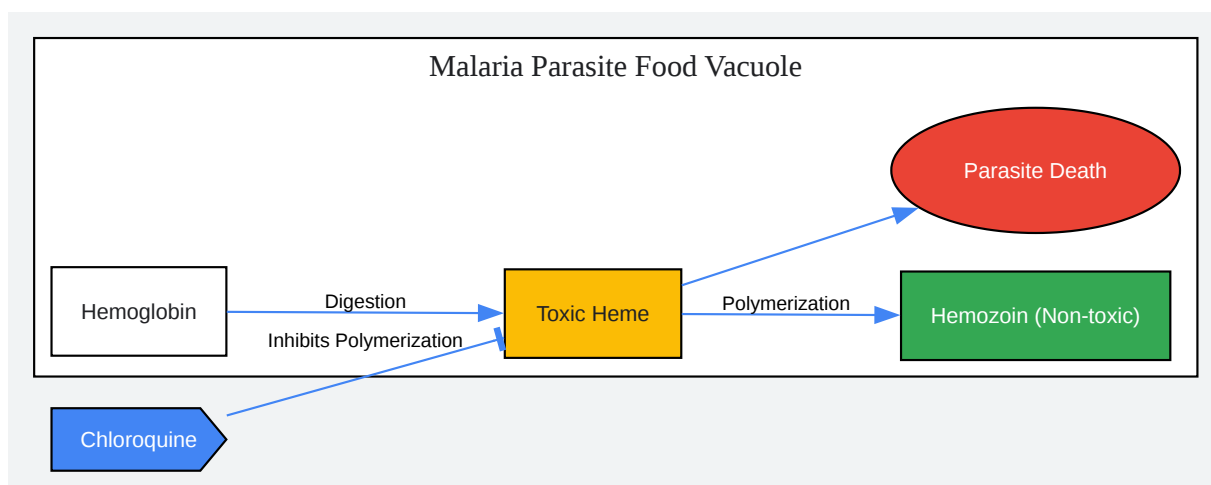 Malaria Parasite Food Vacuole
Parasite Death
Hemoglobin
Digestion
Toxic Heme
Polymerization
Hemozoin (Non-toxic)
Inhibits Polymerization
Chloroquine